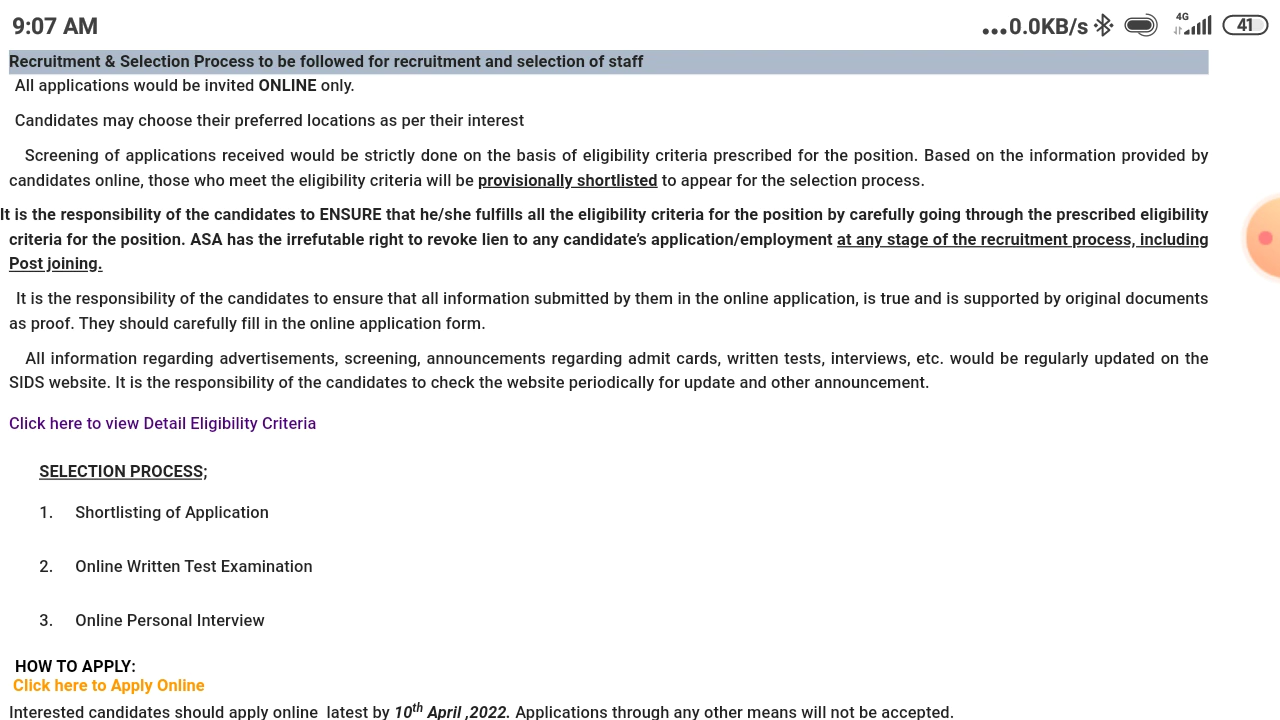 9:07 AM
...0.0KB/s 4G 41
Recruitment & Selection Process to be followed for recruitment and selection of staff
All applications would be invited ONLINE only.
Candidates may choose their preferred locations as per their interest
Screening of applications received would be strictly done on the basis of eligibility criteria prescribed for the position. Based on the information provided by
candidates online, those who meet the eligibility criteria will be provisionally shortlisted to appear for the selection process.
It is the responsibility of the candidates to ENSURE that he/she fulfills all the eligibility criteria for the position by carefully going through the prescribed eligibility
criteria for the position. ASA has the irrefutable right to revoke lien to any candidate's application/employment at any stage of the recruitment process, including
Post joining.
It is the responsibility of the candidates to ensure that all information submitted by them in the online application, is true and is supported by original documents
as proof. They should carefully fill in the online application form.
All information regarding advertisements, screening, announcements regarding admit cards, written tests, interviews, etc. would be regularly updated on the
SIDS website. It is the responsibility of the candidates to check the website periodically for update and other announcement.
Click here to view Detail Eligibility Criteria
SELECTION PROCESS;
1. Shortlisting of Application
2. Online Written Test Examination
3. Online Personal Interview
HOW TO APPLY:
Click here to Apply Online
Interested candidates should apply online latest by 10th April ,2022. Applications through any other means will not be accepted.